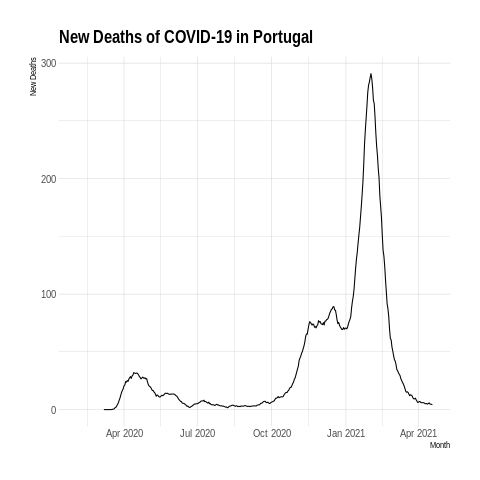 New Deaths of COVID-19 in Portugal
New Deaths
300
200
100
0
Apr 2020 Jul 2020 Oct 2020 Jan 2021 Apr 2021
Month